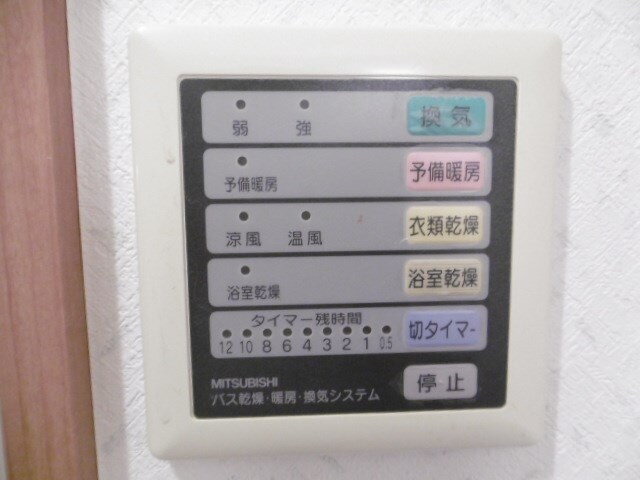 弱 強 換気
予備暖房 予備暖房
涼風 温風 衣類乾燥
浴室乾燥 浴室乾燥
タイマー残時間 切タイマー
12 10 8 6 4 3 2 1 0.5
MITSUBISHI 停止
バス乾燥・暖房・換気システム